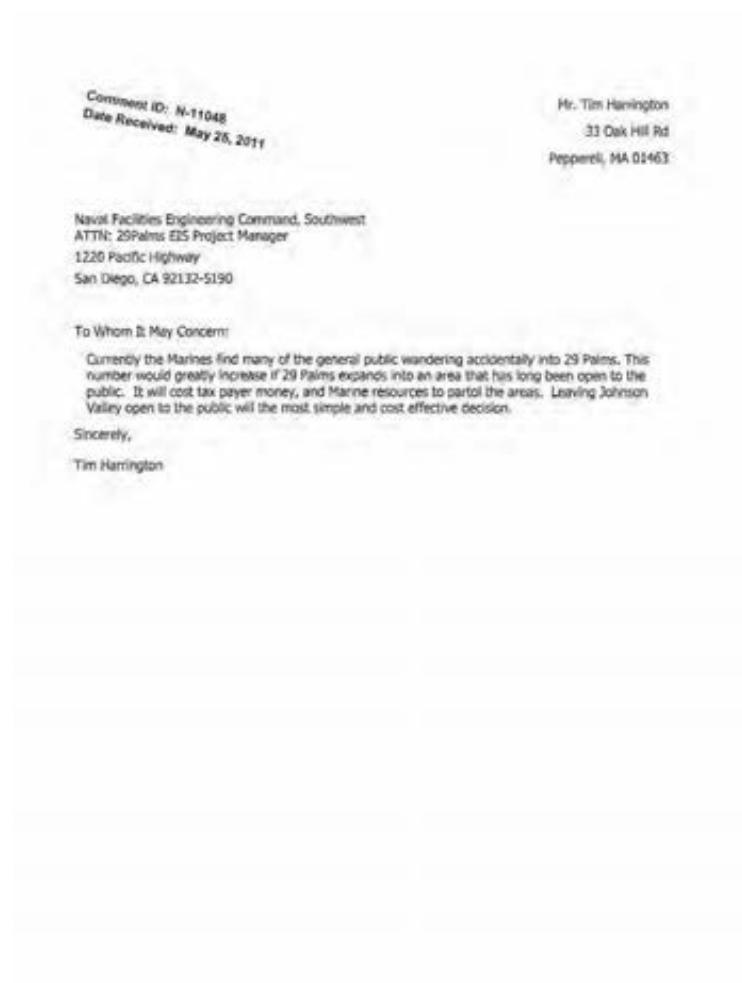 Comment ID: N-11048
Date Received: May 25, 2011
Mr. Tim Harrington
33 Oak Hill Rd
Pepperell, MA 01463
Naval Facilities Engineering Command, Southwest
ATTN: 29Palms EIS Project Manager
1220 Pacific Highway
San Diego, CA 92132-5190
To Whom It May Concern:
Currently the Marines find many of the general public wandering accidentally into 29 Palms. This
number would greatly increase if 29 Palms expands into an area that has long been open to the
public. It will cost tax payer money, and Marine resources to partol the areas. Leaving Johnson
Valley open to the public will the most simple and cost effective decision.
Sincerely,
Tim Harrington